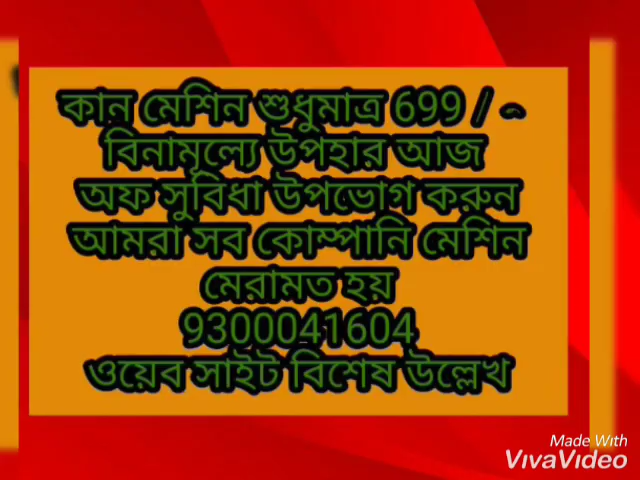 কান মেশিন শুধুমাত্র 699 / ~
বিনামূল্যে উপহার আজ
অফ সুবিধা উপভোগ করুন
আমরা সব কোম্পানি মেশিন
মেরামত হয়
9300041604
ওয়েব সাইট বিশেষ উল্লেখ
Made With
VivaVideo